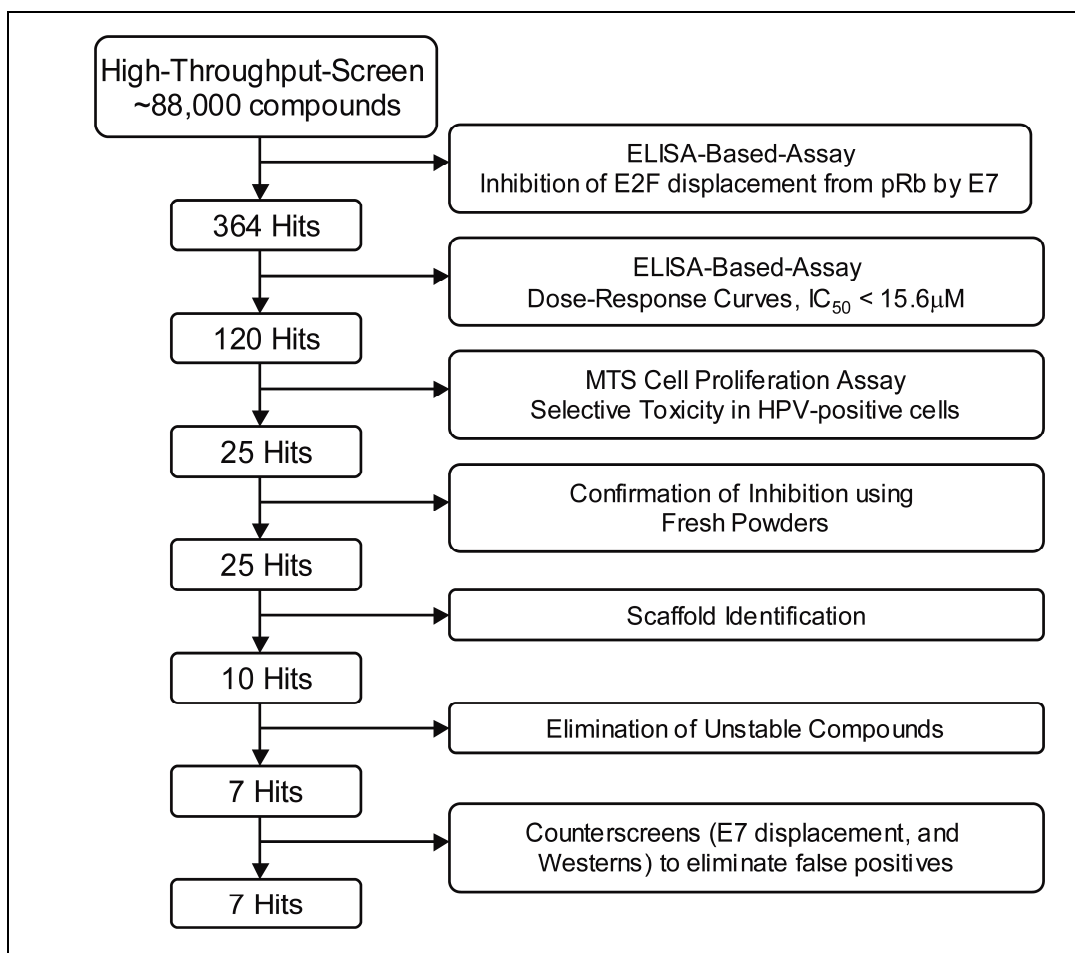 High-Throughput-Screen
~88,000 compounds
ELISA-Based-Assay
Inhibition of E2F displacement from pRb by E7
364 Hits
ELISA-Based-Assay
Dose-Response Curves, IC50 < 15.6μM
120 Hits
MTS Cell Proliferation Assay
Selective Toxicity in HPV-positive cells
25 Hits
Confirmation of Inhibition using
Fresh Powders
25 Hits
Scaffold Identification
10 Hits
Elimination of Unstable Compounds
7 Hits
Counterscreens (E7 displacement, and
Westerns) to eliminate false positives
7 Hits